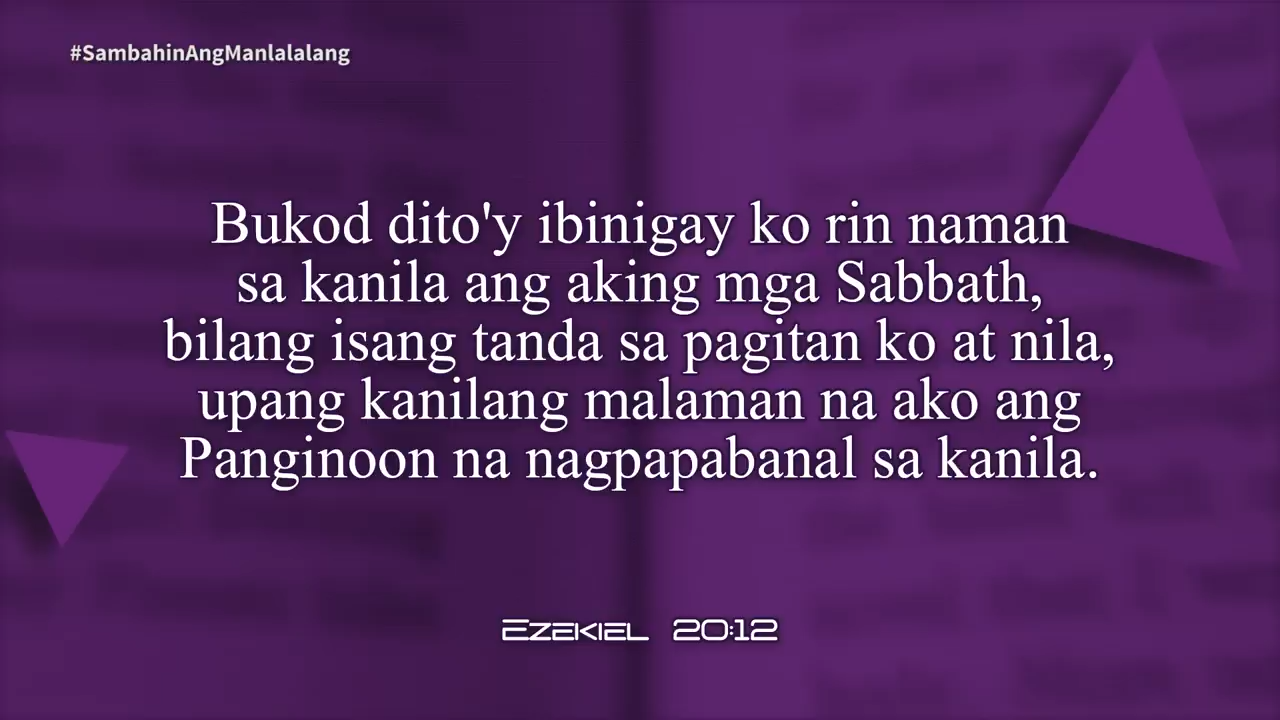 #SambahinAngManlalalang
Bukod dito'y ibinigay ko rin naman
sa kanila ang aking mga Sabbath,
bilang isang tanda sa pagitan ko at nila,
upang kanilang malaman na ako ang
Panginoon na nagpapabanal sa kanila.
Ezekiel 20:12